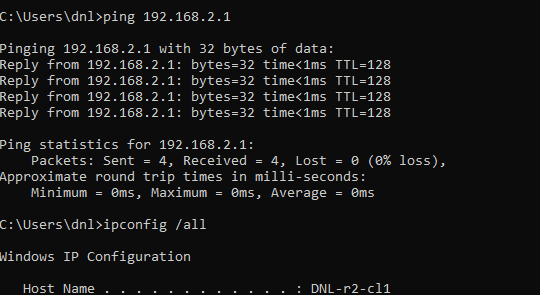 C:\Users\dnl>ping 192.168.2.1
Pinging 192.168.2.1 with 32 bytes of data:
Reply from 192.168.2.1: bytes=32 time<1ms TTL=128
Reply from 192.168.2.1: bytes=32 time<1ms TTL=128
Reply from 192.168.2.1: bytes=32 time<1ms TTL=128
Reply from 192.168.2.1: bytes=32 time<1ms TTL=128
Ping statistics for 192.168.2.1:
    Packets: Sent = 4, Received = 4, Lost = 0 (0% loss),
Approximate round trip times in milli-seconds:
    Minimum = 0ms, Maximum = 0ms, Average = 0ms
C:\Users\dnl>ipconfig /all
Windows IP Configuration
   Host Name . . . . . . . . . . . . : DNL-r2-cl1